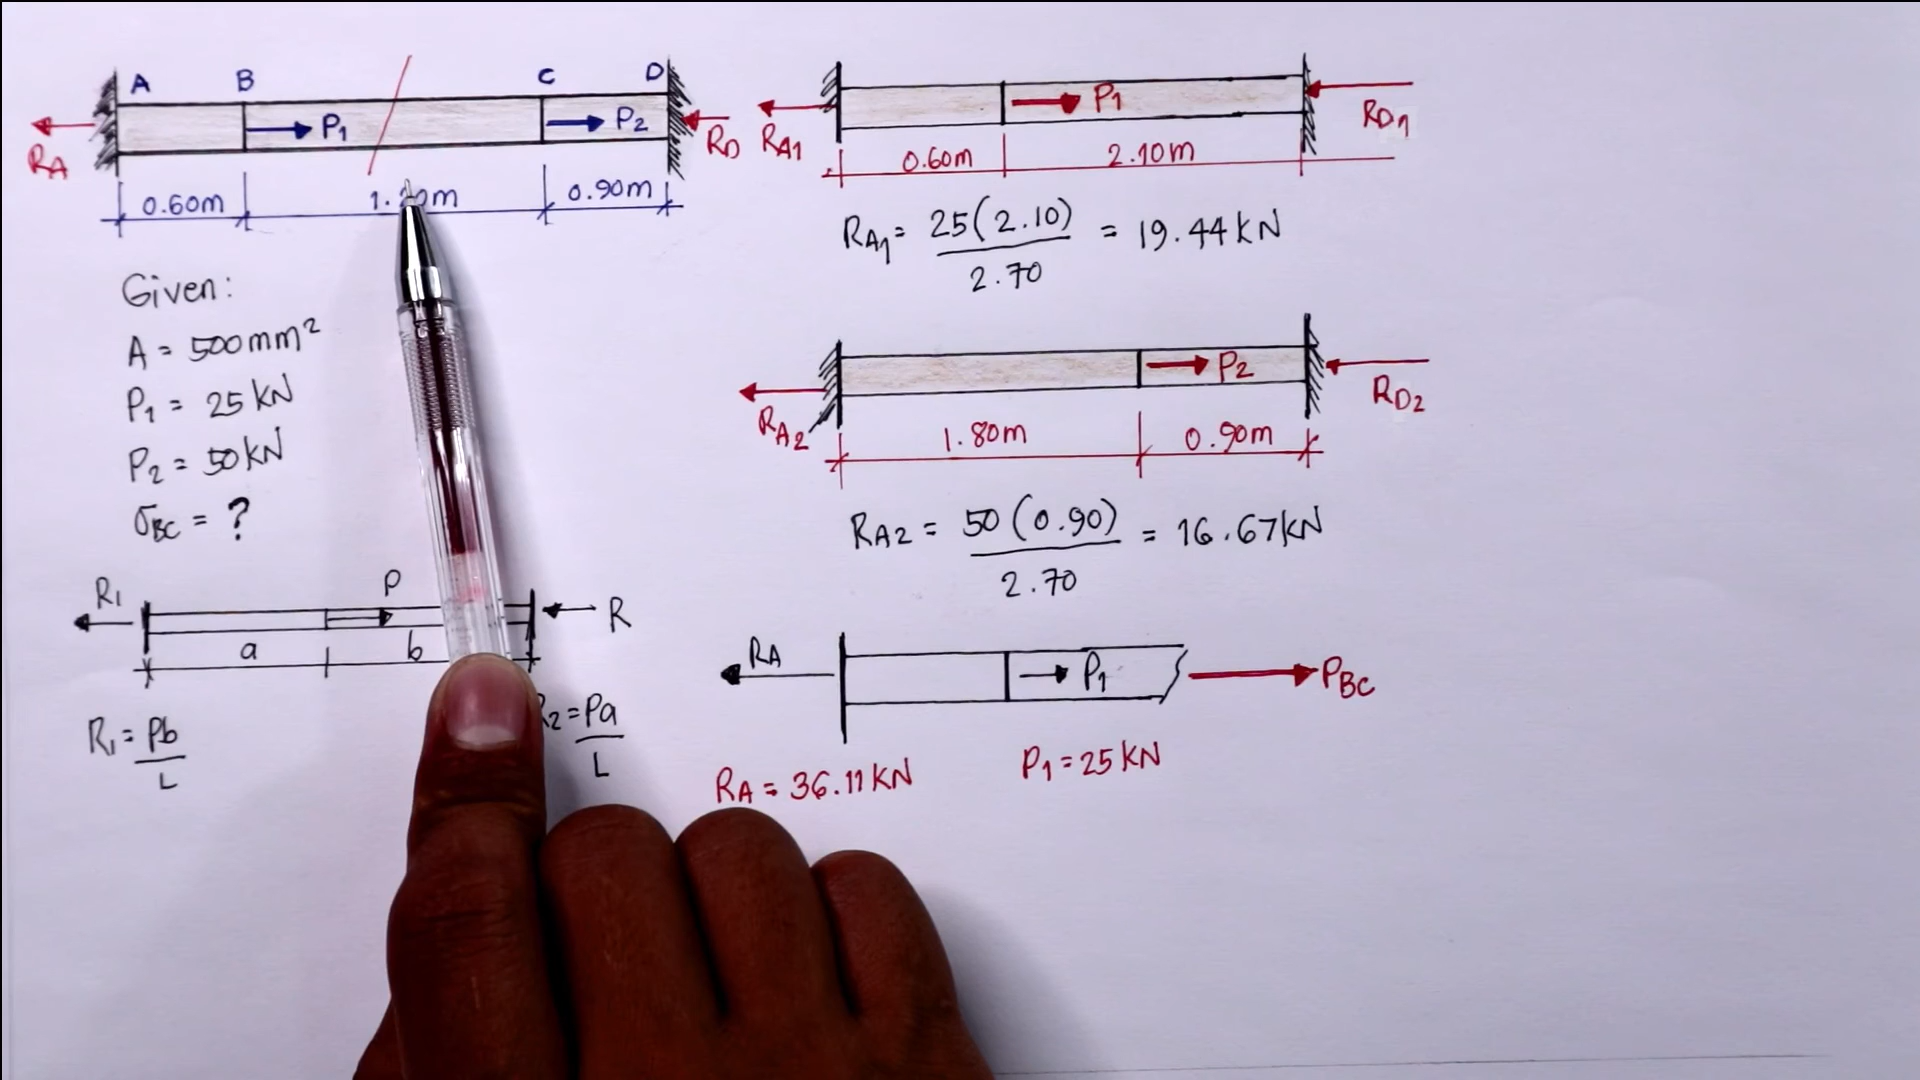 A B C D
P1 P2
RA RD
0.60m 0.90m
Given:
A = 500mm²
P1 = 25 KN
P2 = 50 KN
σBC = ?
R1 P R
a b
R1 = Pb
L
= Pa
L
P1
RA1 RD1
0.60m 2.10m
RA1 = 25(2.10) = 19.44 kN
2.70
P2
RA2 RD2
1.80m 0.90m
RA2 = 50(0.90) = 16.67kN
2.70
RA P1 PBC
RA = 36.11 KN P1 = 25 KN